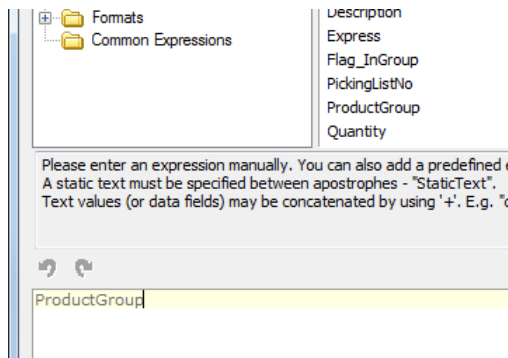 Formats
Common Expressions
Description
Express
Flag_InGroup
PickingListNo
ProductGroup
Quantity
Please enter an expression manually. You can also add a predefined
A static text must be specified between apostrophes - "StaticText".
Text values (or data fields) may be concatenated by using '+'. E.g.
ProductGroup